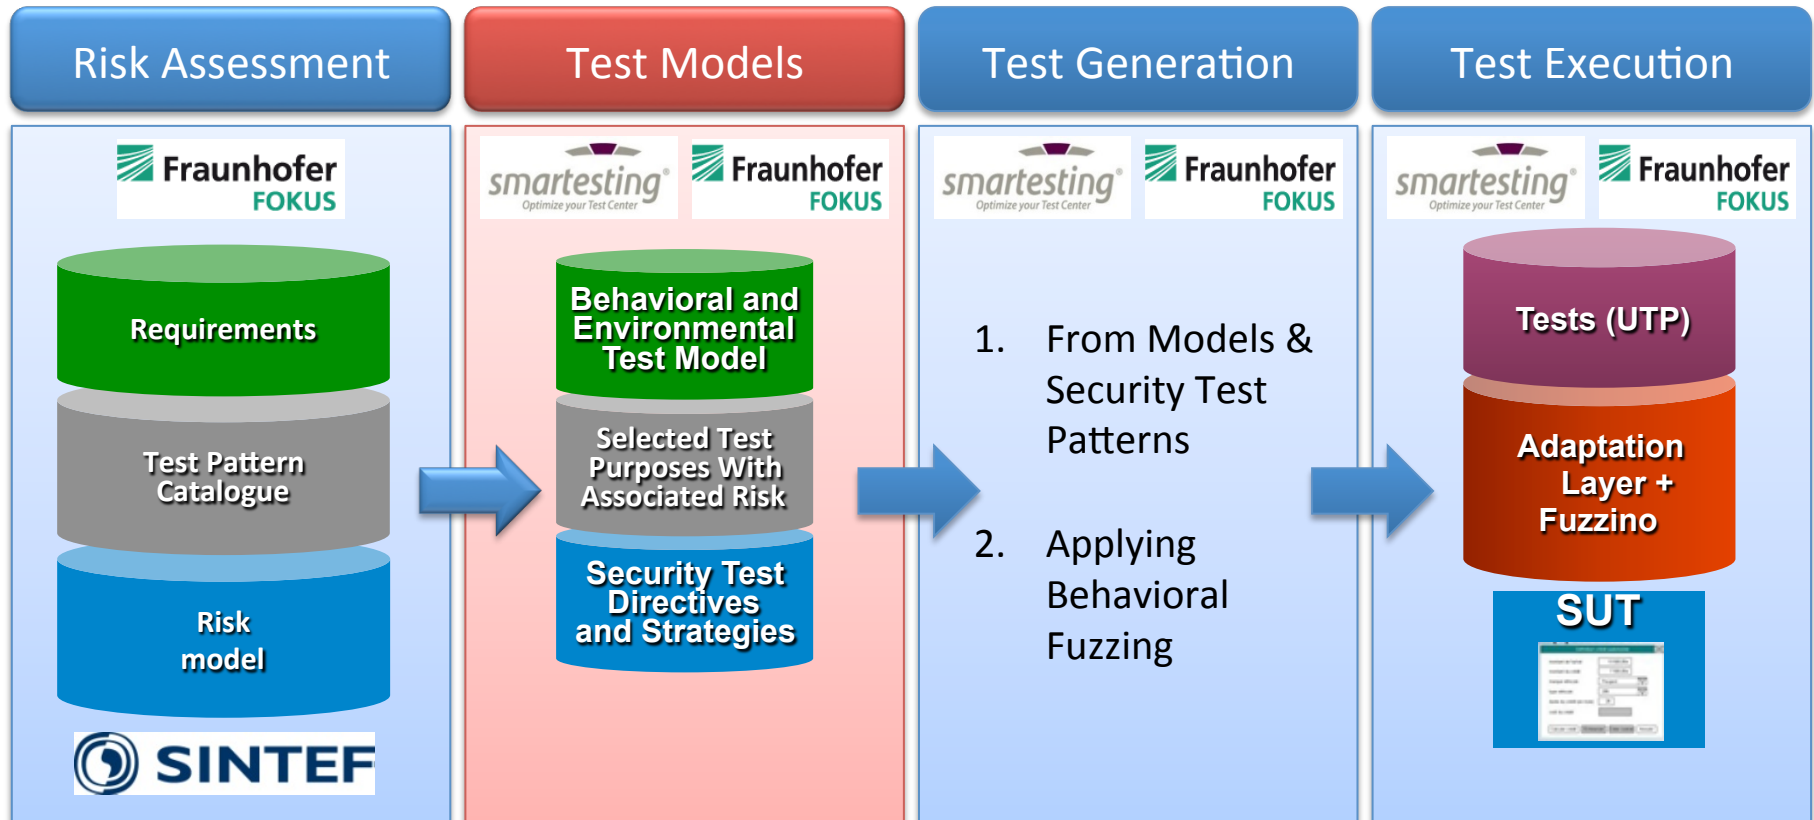 Risk Assessment
Test Models
Test Generation
Test Execution
Fraunhofer
FOKUS
Requirements
Test Pattern
Catalogue
Risk
model
SINTEF
smartesting®
Optimize your Test Center
Fraunhofer
FOKUS
Behavioral and
Environmental
Test Model
Selected Test
Purposes With
Associated Risk
Security Test
Directives
and Strategies
smartesting®
Optimize your Test Center
Fraunhofer
FOKUS
1. From Models &
Security Test
Patterns
2. Applying
Behavioral
Fuzzing
smartesting®
Optimize your Test Center
Fraunhofer
FOKUS
Tests (UTP)
Adaptation
Layer +
Fuzzino
SUT